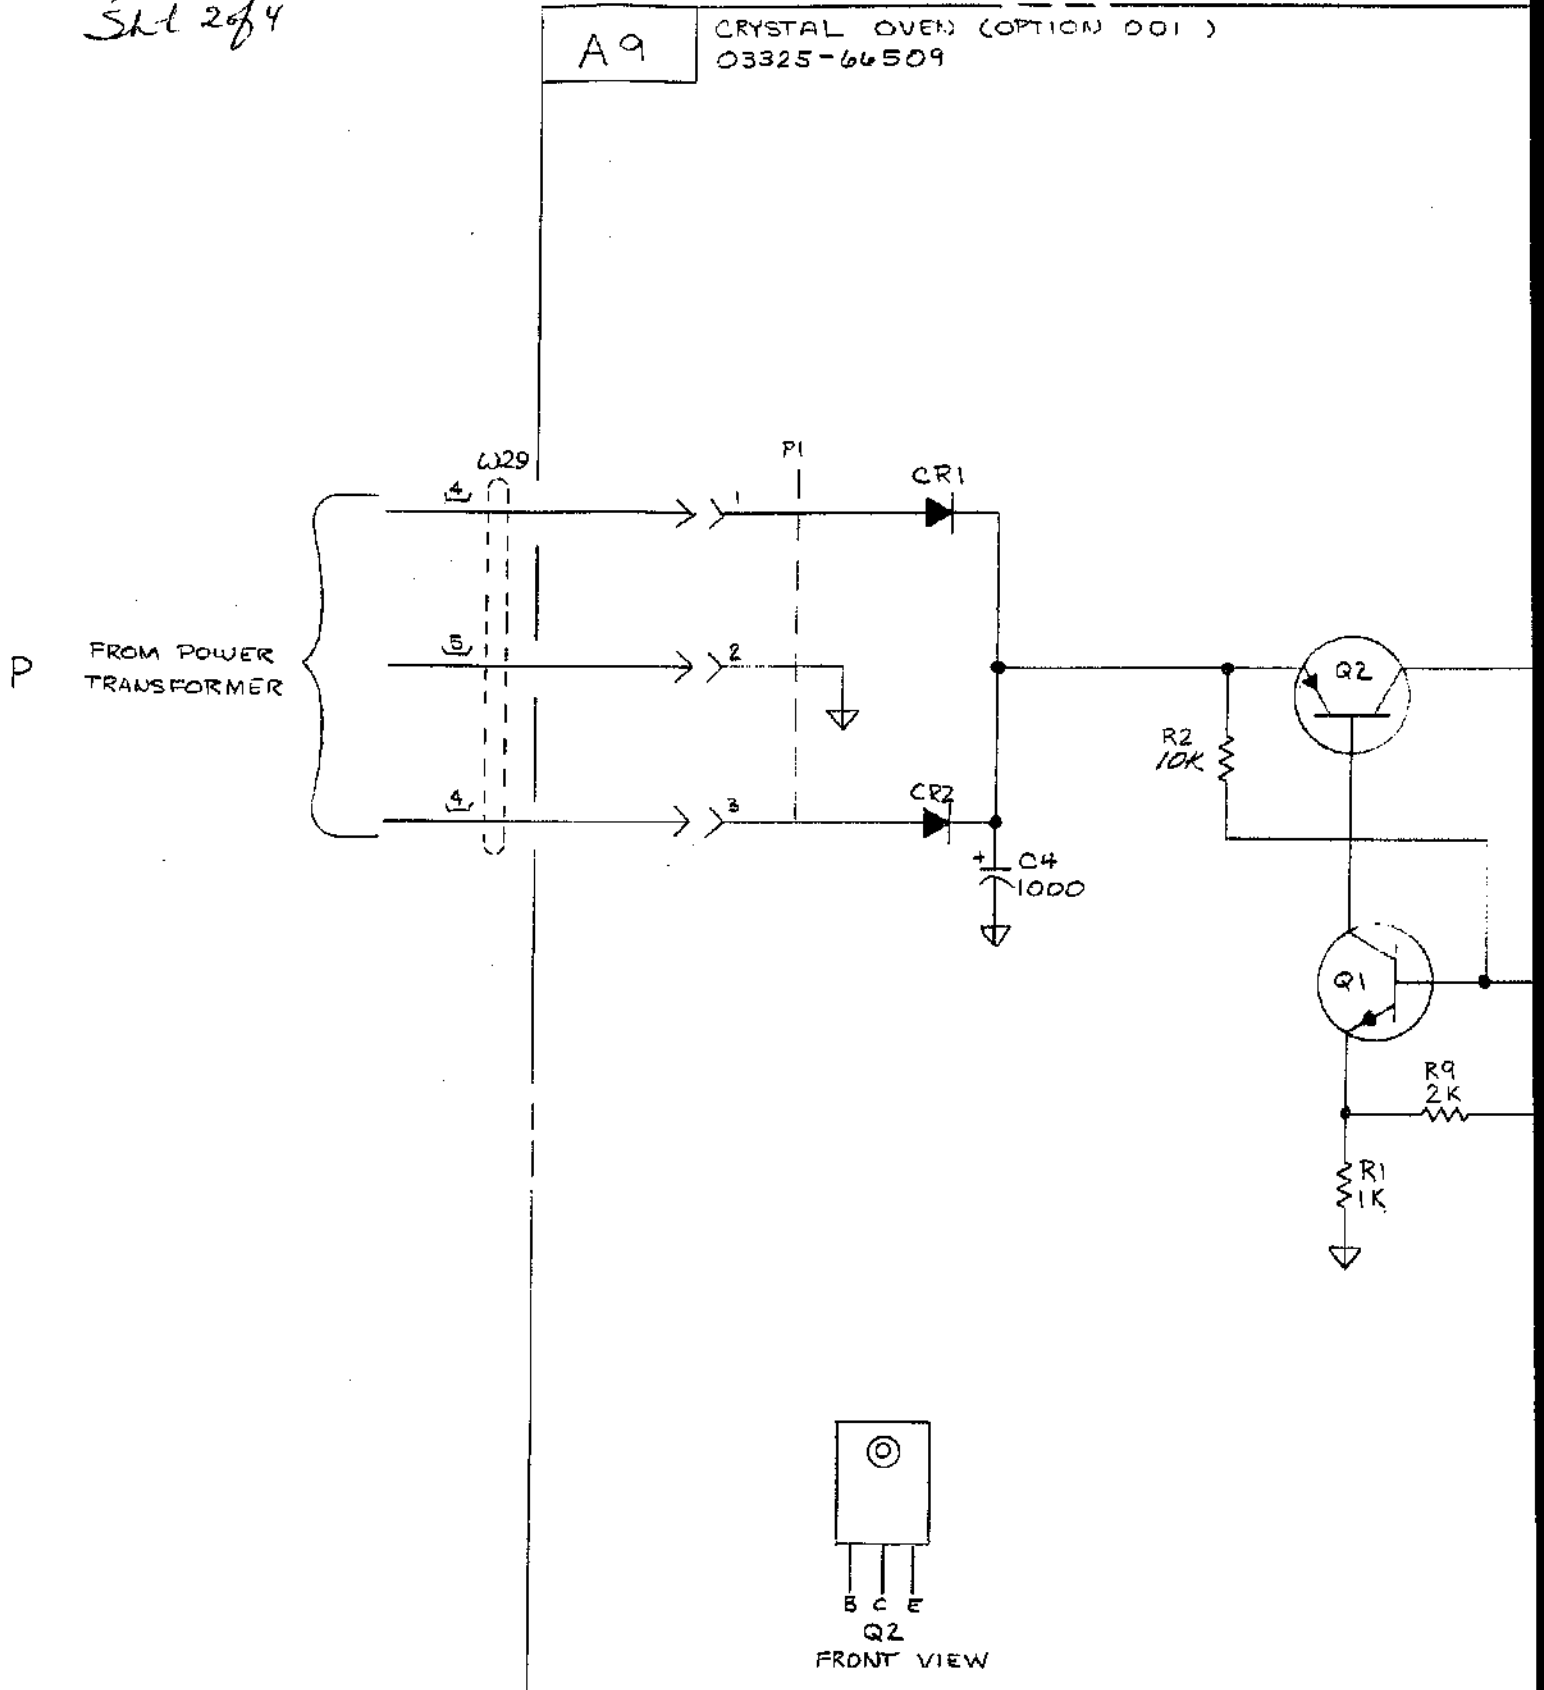 Sht 2 of 4
A9
CRYSTAL OVEN (OPTION 001 )
03325-66509
W29
P1
CR1
4
1
5
2
P
FROM POWER
TRANSFORMER
Q2
R2
10K
4
3
CR2
+
C4
1000
Q1
R9
2K
R1
1K
B C E
Q2
FRONT VIEW